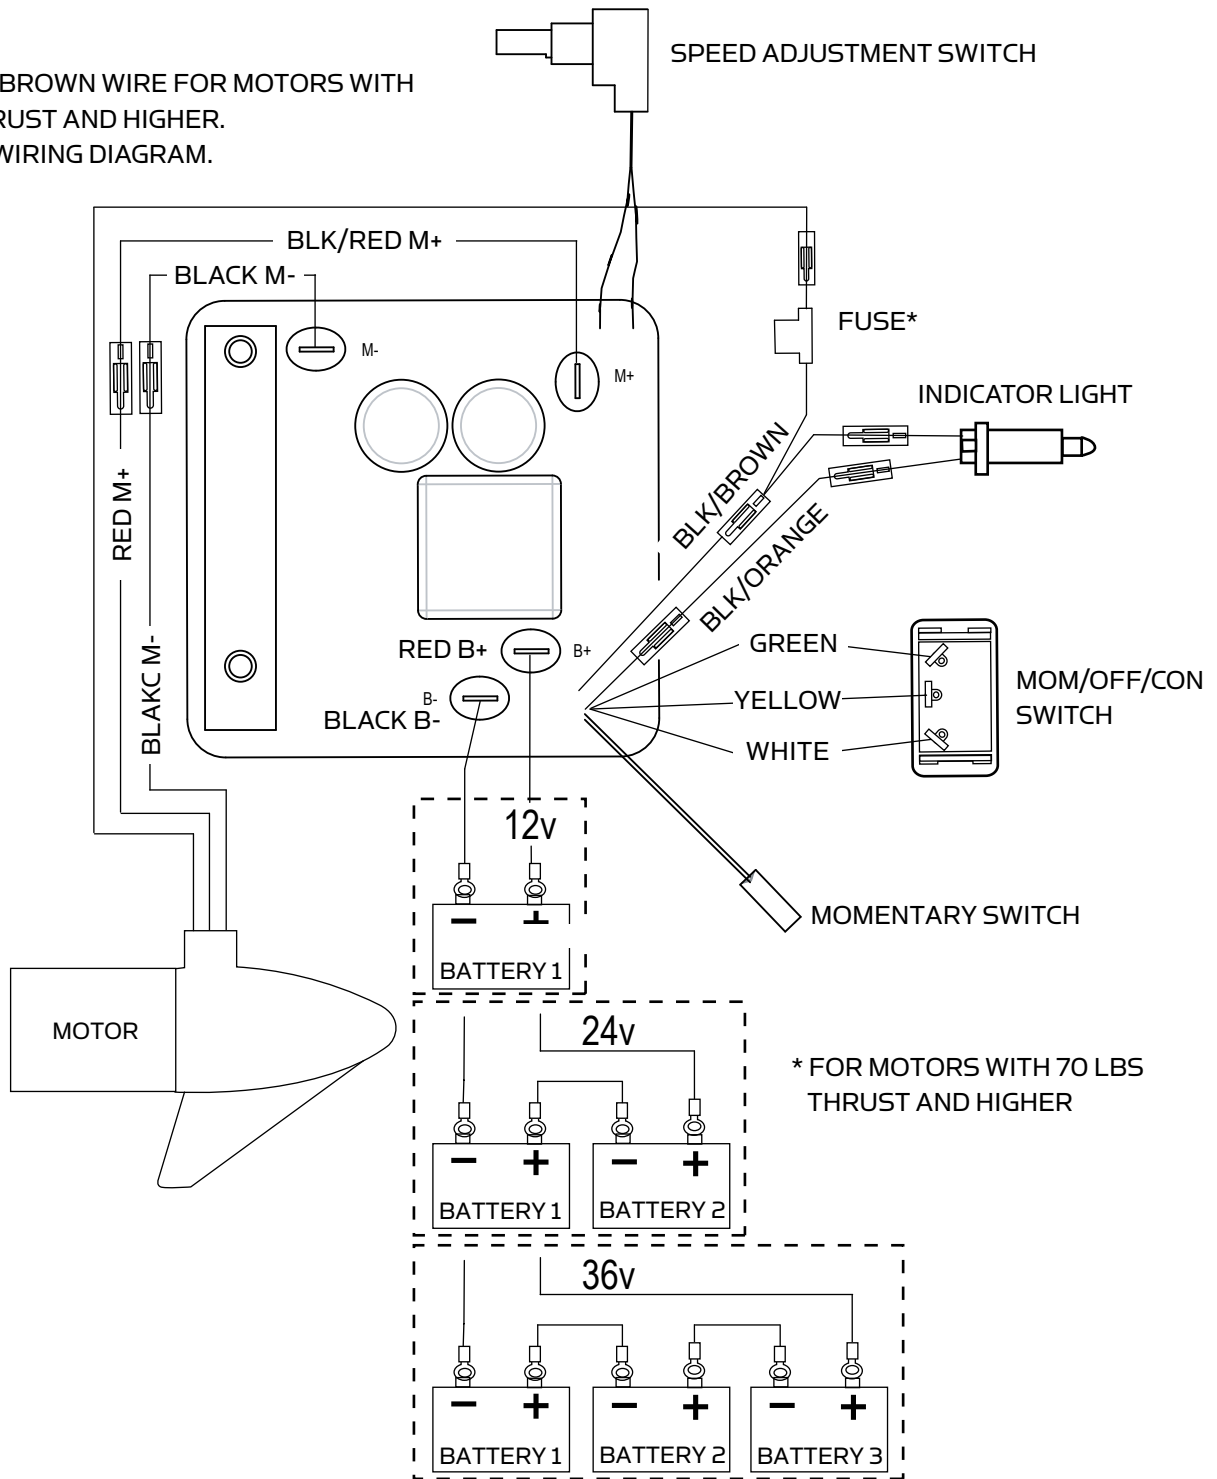 SPEED ADJUSTMENT SWITCH
BROWN WIRE FOR MOTORS WITH
RUST AND HIGHER.
WIRING DIAGRAM.
BLK/RED M+
BLACK M-
FUSE*
M-
M+
INDICATOR LIGHT
BLK/BROWN
RED M+
BLK/ORANGE
BLAKC M-
RED B+
B+
GREEN
B-
BLACK B-
YELLOW
MOM/OFF/CON
SWITCH
WHITE
12v
− +
BATTERY 1
MOMENTARY SWITCH
MOTOR
24v
* FOR MOTORS WITH 70 LBS
THRUST AND HIGHER
− + − +
BATTERY 1 BATTERY 2
36v
− + − + − +
BATTERY 1 BATTERY 2 BATTERY 3